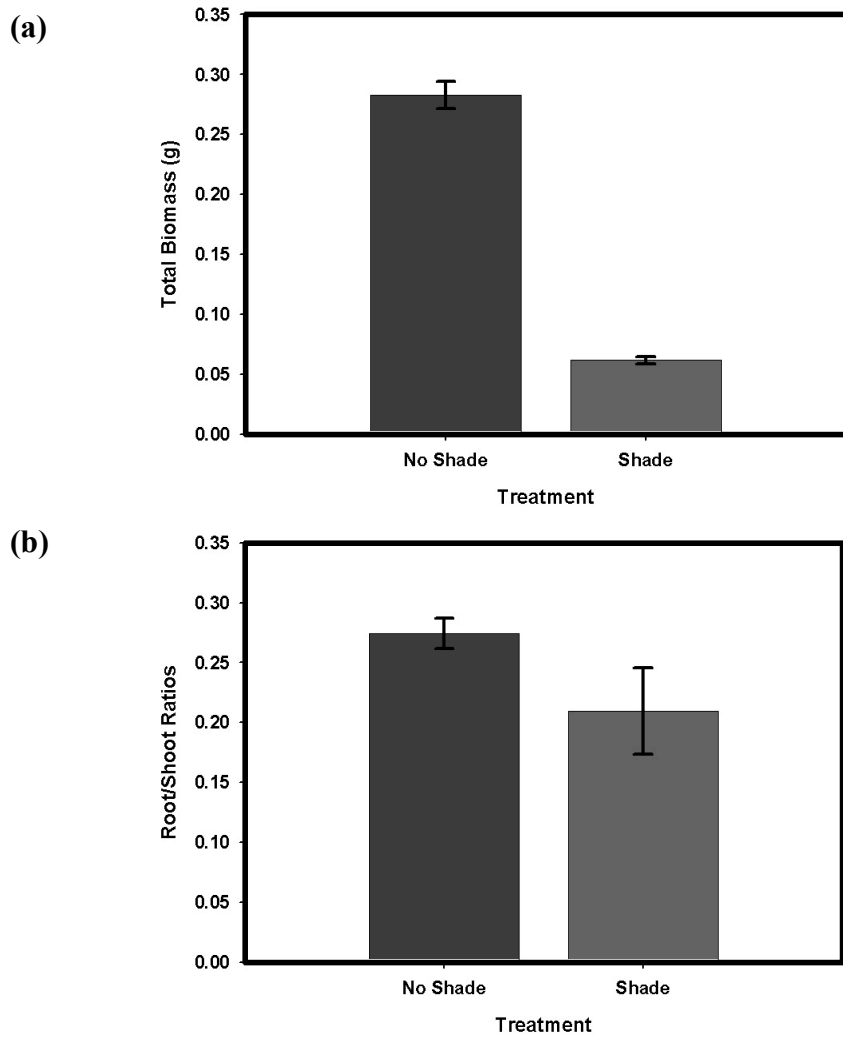 (a)
Total Biomass (g)
0.35
0.30
0.25
0.20
0.15
0.10
0.05
0.00
No Shade
Shade
Treatment
(b)
Root/Shoot Ratios
0.35
0.30
0.25
0.20
0.15
0.10
0.05
0.00
No Shade
Shade
Treatment